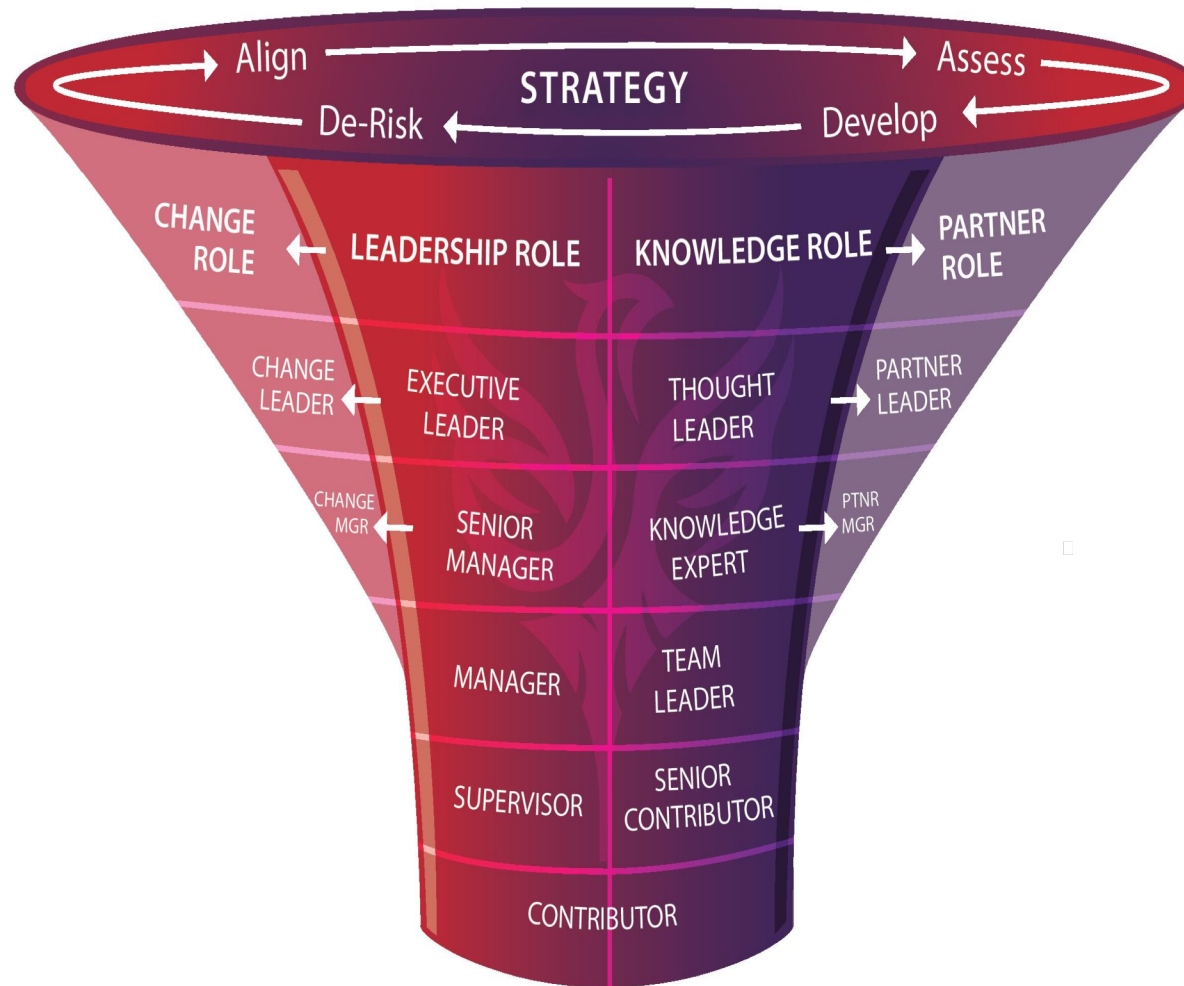 Align
Assess
STRATEGY
De-Risk
Develop
CHANGE
ROLE
LEADERSHIP ROLE
KNOWLEDGE ROLE
PARTNER
ROLE
CHANGE
LEADER
EXECUTIVE
LEADER
THOUGHT
LEADER
PARTNER
LEADER
CHANGE
MGR
SENIOR
MANAGER
KNOWLEDGE
EXPERT
PTNR
MGR
MANAGER
TEAM
LEADER
SUPERVISOR
SENIOR
CONTRIBUTOR
CONTRIBUTOR